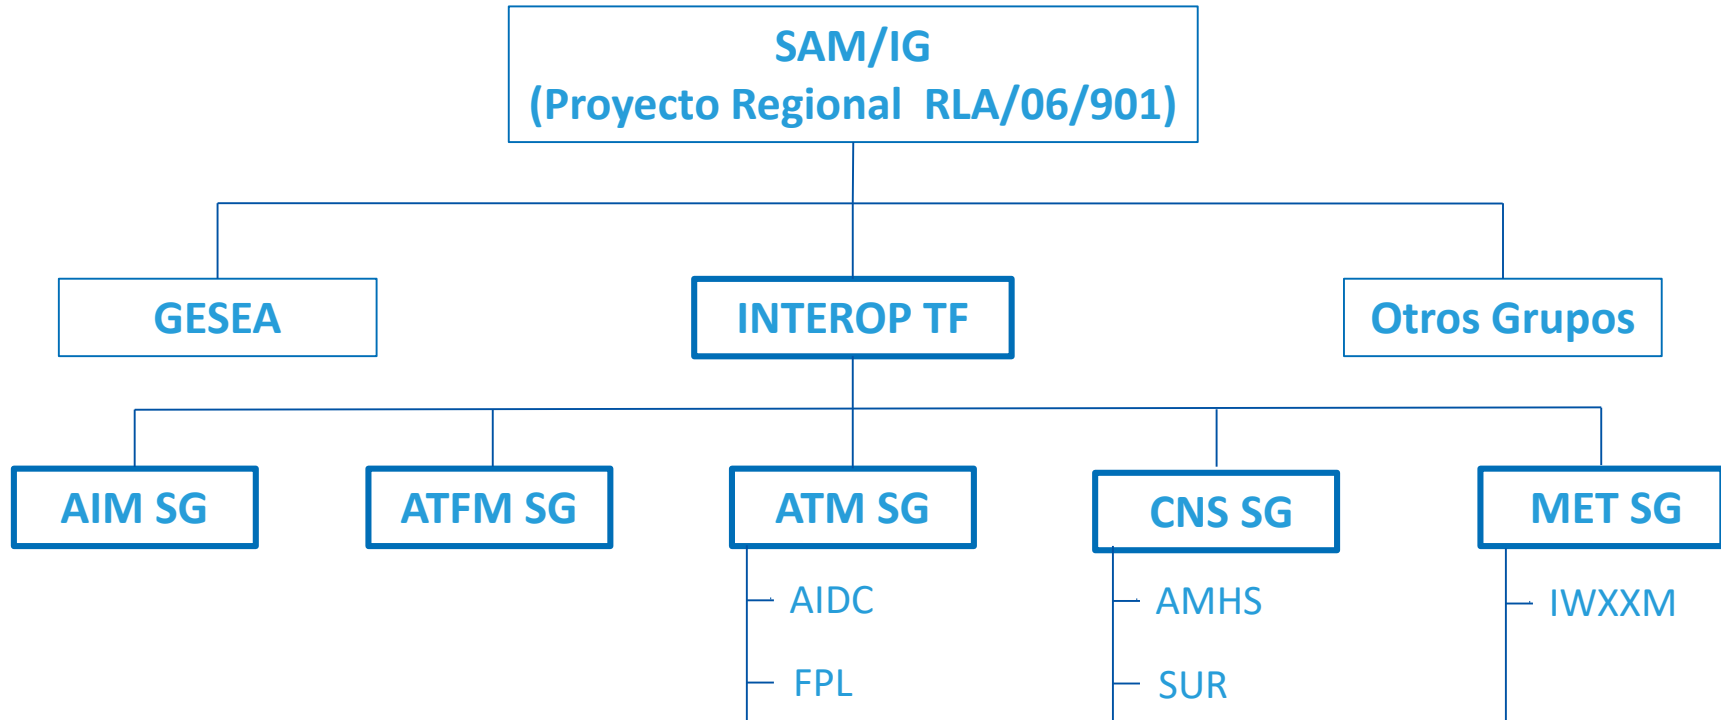 SAM/IG
(Proyecto Regional RLA/06/901)
GESEA
INTEROP TF
Otros Grupos
AIM SG
ATFM SG
ATM SG
CNS SG
MET SG
AIDC
AMHS
IWXXM
FPL
SUR